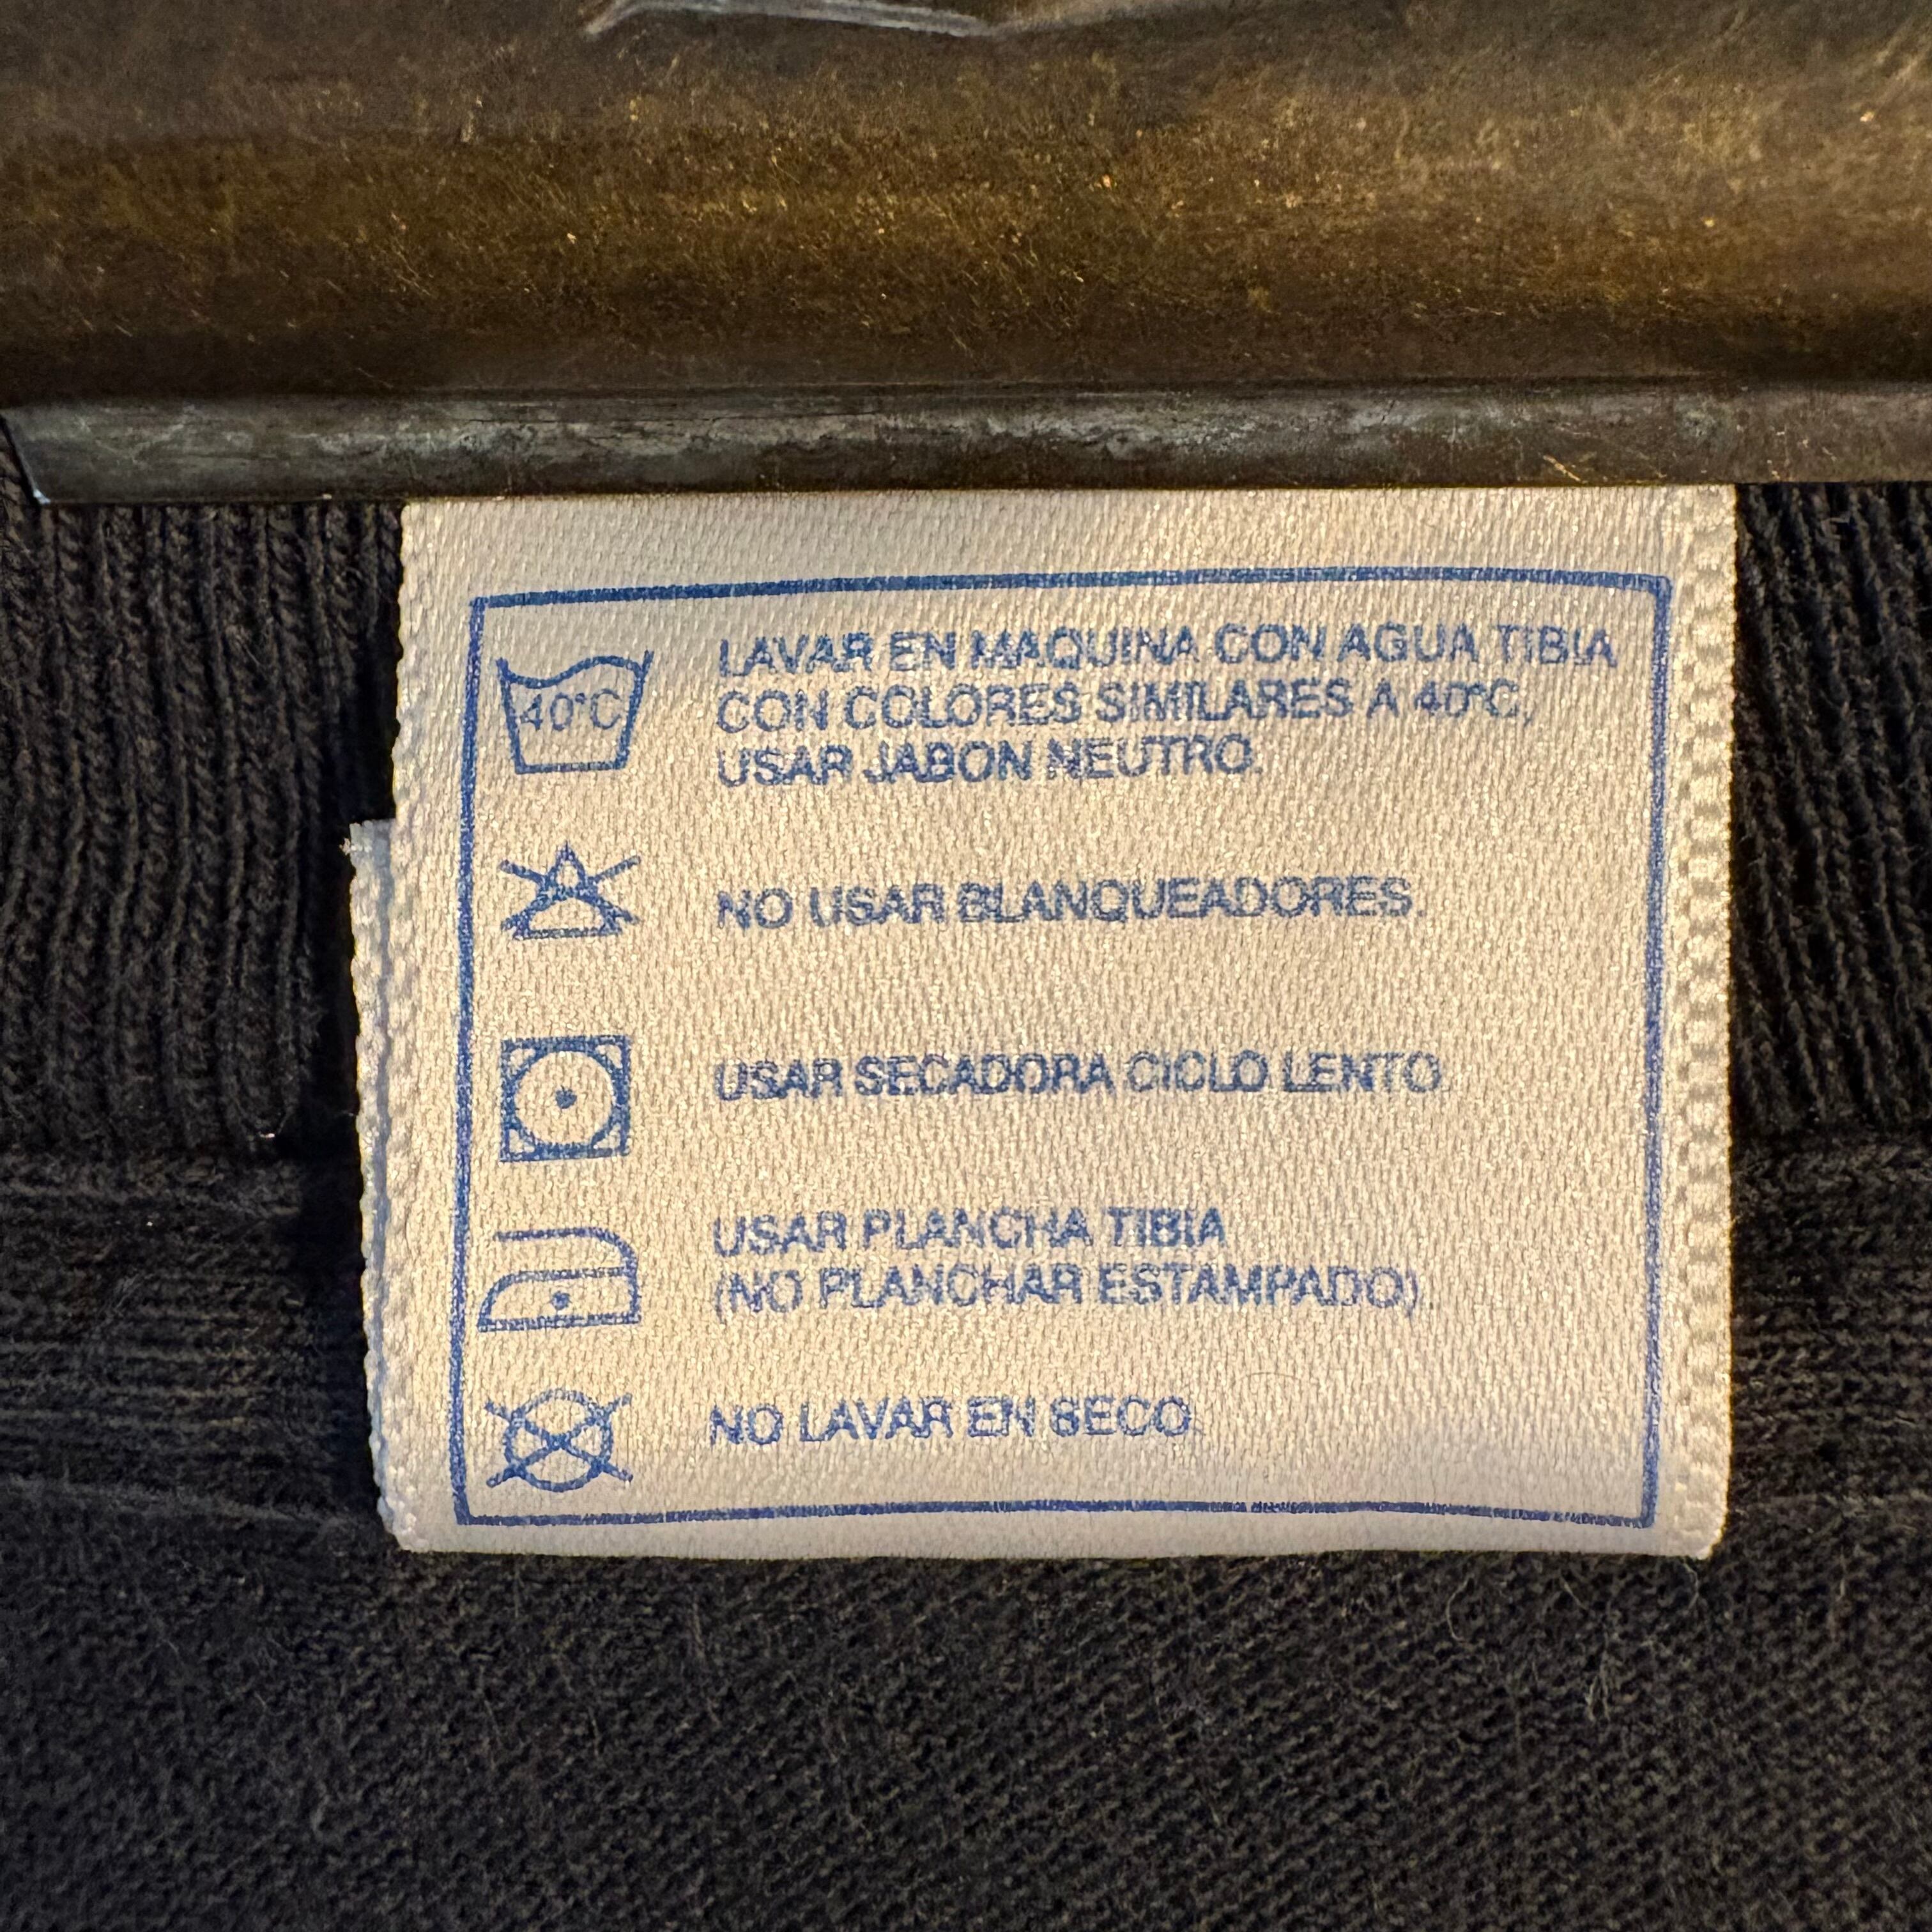 LAVAR EN MAQUINA CON AGUA TIBIA
40°C
CON COLORES SIMILARES A 40°C,
USAR JABON NEUTRO.
NO USAR BLANQUEADORES.
USAR SECADORA CICLO LENTO
USAR PLANCHA TIBIA
(NO PLANCHAR ESTAMPADO)
NO LAVAR EN SECO